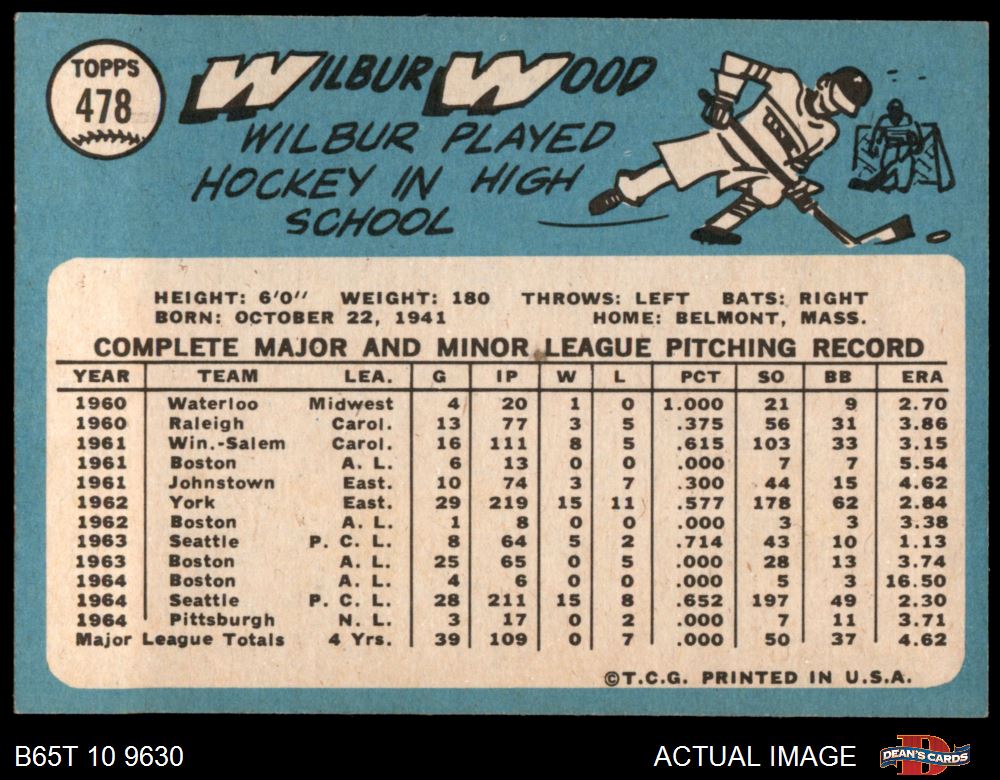 TOPPS
478
WILBUR WOOD
WILBUR PLAYED
HOCKEY IN HIGH
SCHOOL
HEIGHT: 6'0" WEIGHT: 180 THROWS: LEFT BATS: RIGHT
BORN: OCTOBER 22, 1941 HOME: BELMONT, MASS.
COMPLETE MAJOR AND MINOR LEAGUE PITCHING RECORD
YEAR TEAM LEA. G IP W L PCT SO BB ERA
1960 Waterloo Midwest 4 20 1 0 1.000 21 9 2.70
1960 Raleigh Carol. 13 77 3 5 .375 56 31 3.86
1961 Win.-Salem Carol. 16 111 8 5 .615 103 33 3.15
1961 Boston A. L. 6 13 0 0 .000 7 7 5.54
1961 Johnstown East. 10 74 3 7 .300 44 15 4.62
1962 York East. 29 219 15 11 .577 178 62 2.84
1962 Boston A. L. 1 8 0 0 .000 3 3 3.38
1963 Seattle P. C. L. 8 64 5 2 .714 43 10 1.13
1963 Boston A. L. 25 65 0 5 .000 28 13 3.74
1964 Boston A. L. 4 6 0 0 .000 5 3 16.50
1964 Seattle P. C. L. 28 211 15 8 .652 197 49 2.30
1964 Pittsburgh N. L. 3 17 0 2 .000 7 11 3.71
Major League Totals 4 Yrs. 39 109 0 7 .000 50 37 4.62
©T.C.G. PRINTED IN U.S.A.
B65T 10 9630 ACTUAL IMAGE DEAN'S CARDS